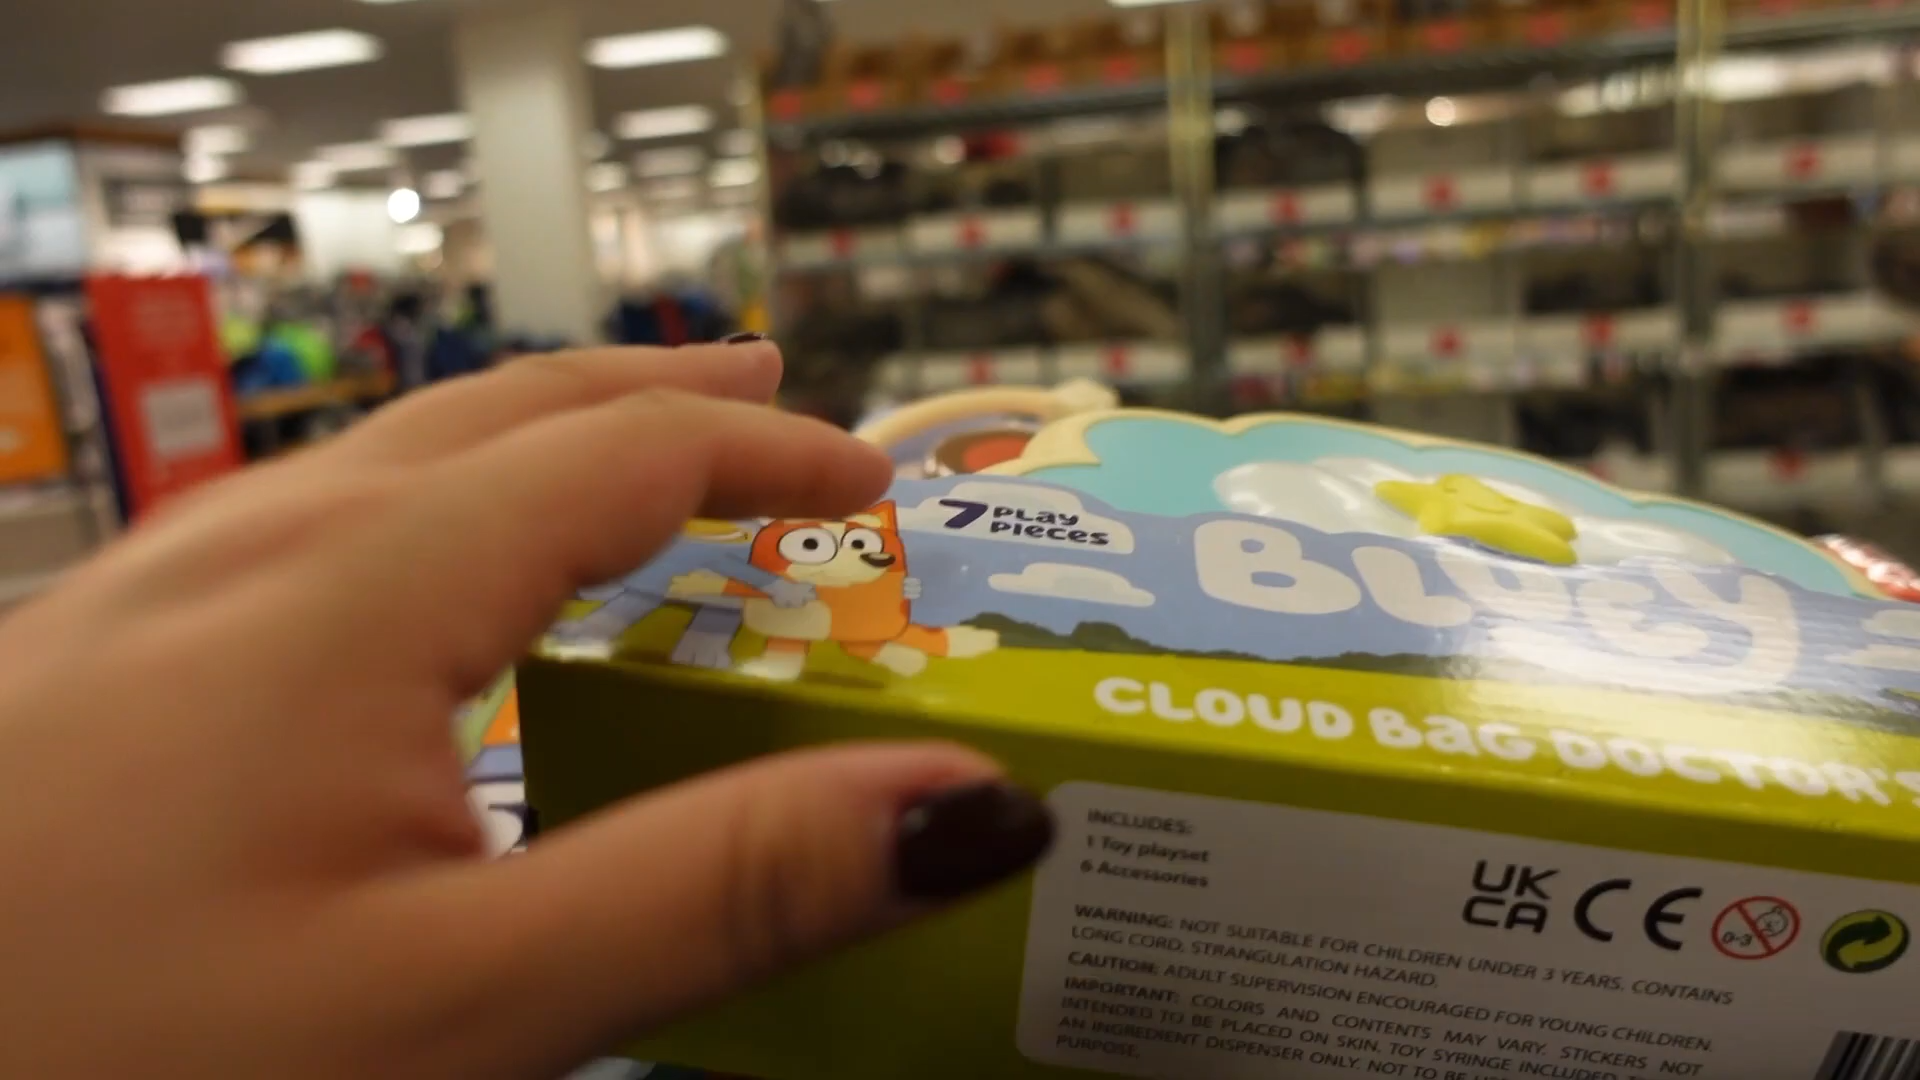 7 PLAY
PIECES
BLUEY
CLOUD BAG DOCTOR'S
INCLUDES:
1 Toy playset
6 Accessories
UK
CA
CE
0-3
WARNING: NOT SUITABLE FOR CHILDREN UNDER 3 YEARS. CONTAINS
LONG CORD. STRANGULATION HAZARD.
CAUTION: ADULT SUPERVISION ENCOURAGED FOR YOUNG CHILDREN.
IMPORTANT: COLORS AND CONTENTS MAY VARY. STICKERS NOT
INTENDED TO BE PLACED ON SKIN. TOY SYRINGE INCLUDED.
AN INGREDIENT DISPENSER ONLY. NOT TO BE
PURPOSE.